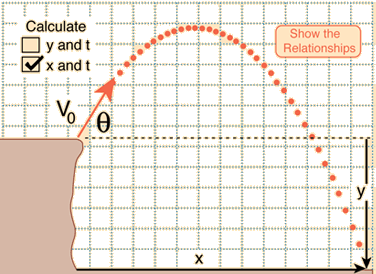 Calculate
y and t
x and t
Show the
Relationships
V₀
θ
y
x